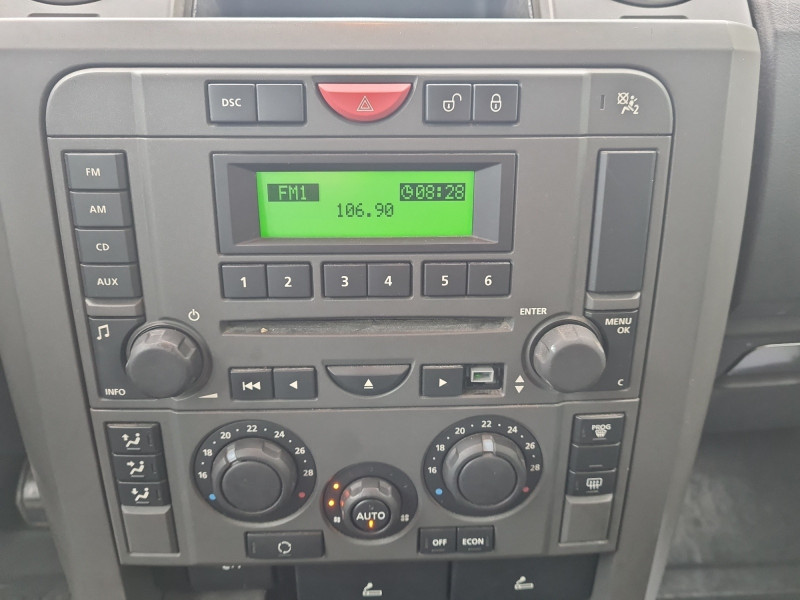 DSC
2
FM
AM
CD
AUX
FM1 08:28
106.90
1 2 3 4 5 6
ENTER
MENU
OK
INFO
C
16 18 20 22 24 26 28
16 18 20 22 24 26 28
PROG
AUTO
OFF ECON